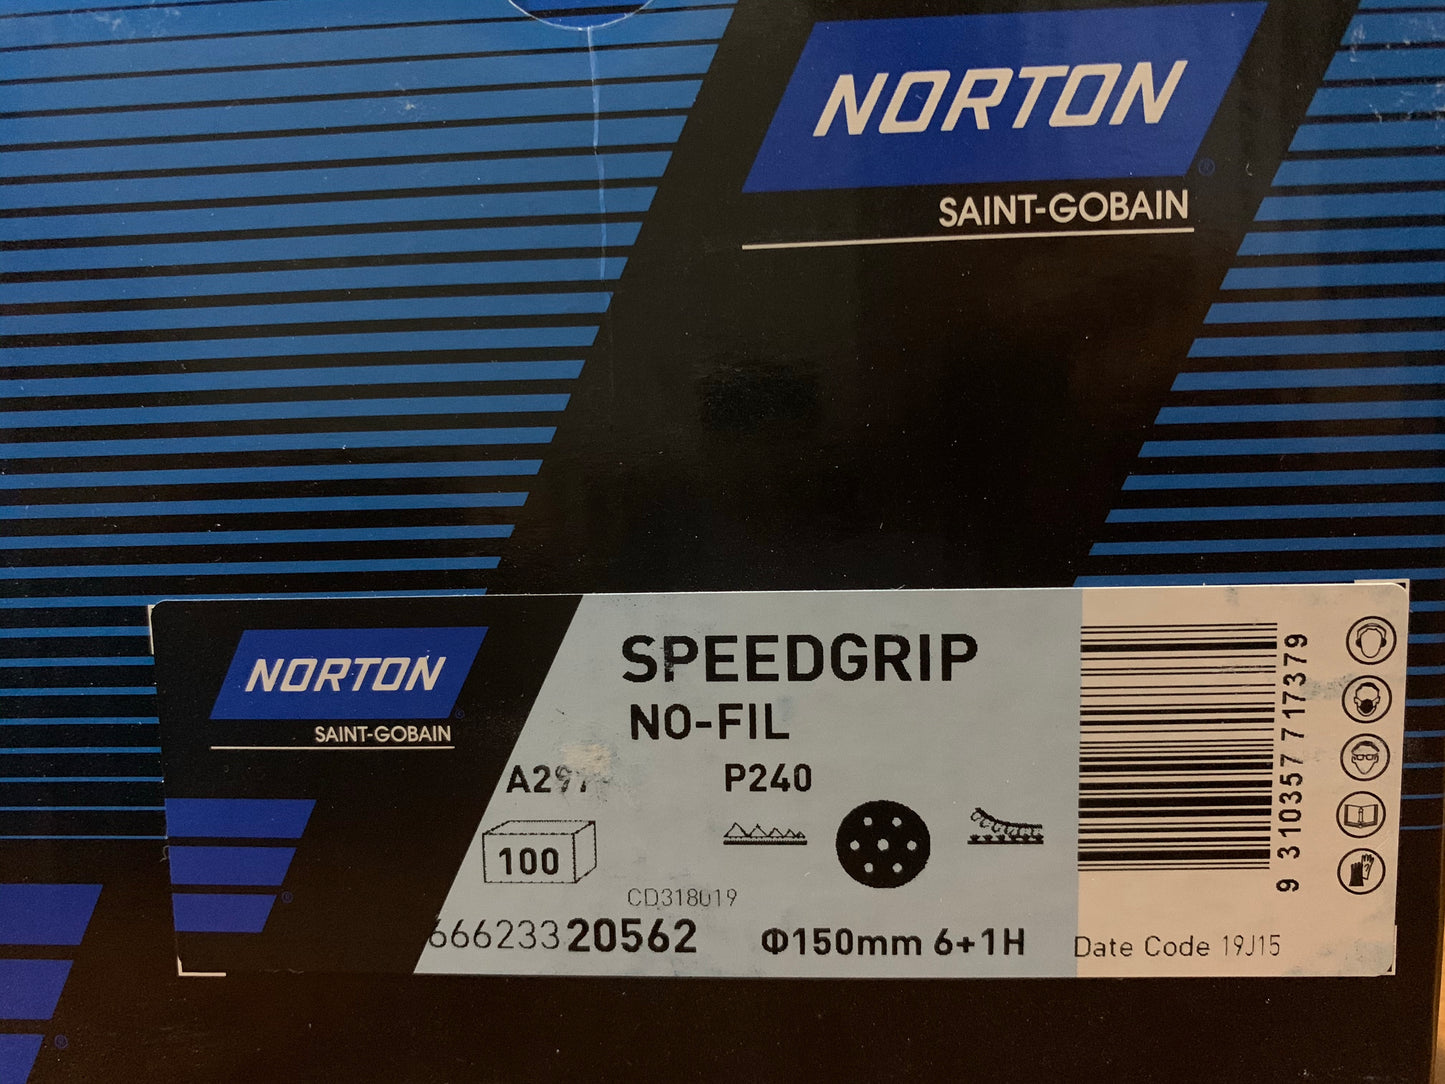 NORTON
SAINT-GOBAIN
NORTON
SAINT-GOBAIN
SPEEDGRIP
NO-FIL
P240
100
CD318019
66623320562
Φ150mm 6+1H
9 310357 717379
Date Code 19J15